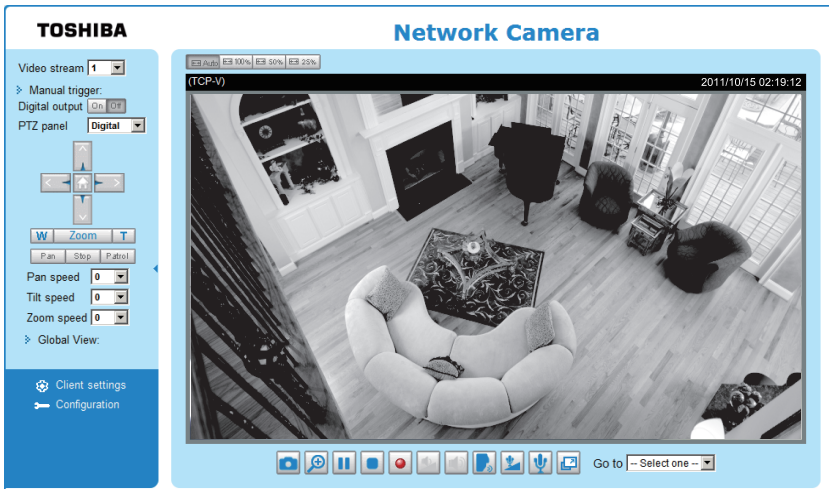 TOSHIBA
Network Camera
Video stream 1
Manual trigger:
Digital output On Off
PTZ panel Digital
W Zoom T
Pan Stop Patrol
Pan speed 0
Tilt speed 0
Zoom speed 0
Global View:
Client settings
Configuration
Auto 100% 50% 25%
(TCP-V) 2011/10/15 02:19:12
Go to -- Select one --